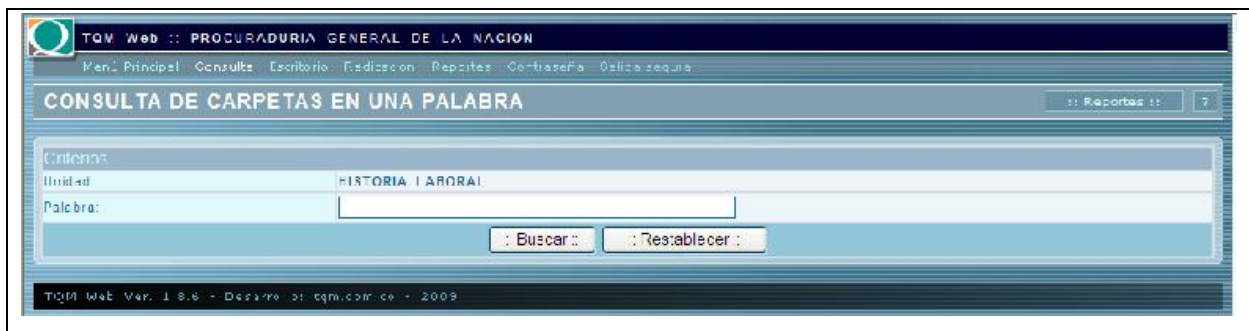 TQM Web :: PROCURADURIA GENERAL DE LA NACION
Menú Principal Consulta Escritorio Radicacion Reportes Contraseña Salida segura
CONSULTA DE CARPETAS EN UNA PALABRA
:: Reportes :: ?
Criterios
Unidad HISTORIA LABORAL
Palabra:
:: Buscar :: :: Restablecer ::
TQM Web Ver. 1.8.6 - tqm.com.co - 2009